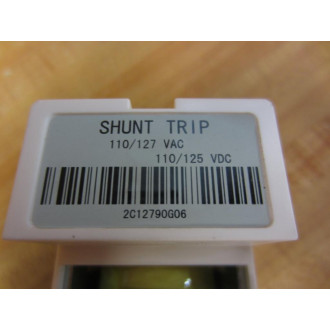 SHUNT TRIP
110/127 VAC
110/125 VDC
2C12790G06